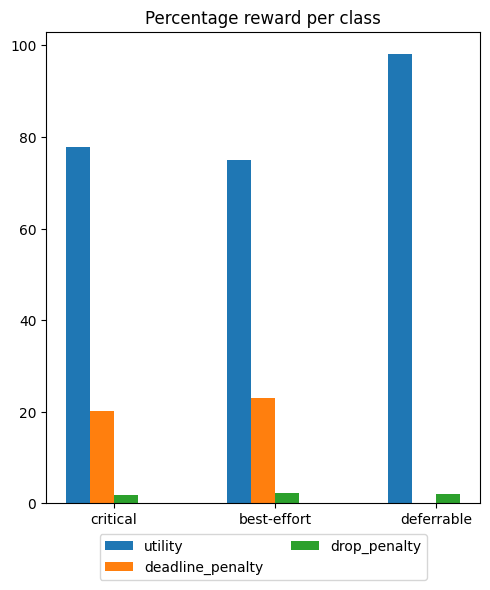 Percentage reward per class
100
80
60
40
20
0
critical best-effort deferrable
utility drop_penalty
deadline_penalty